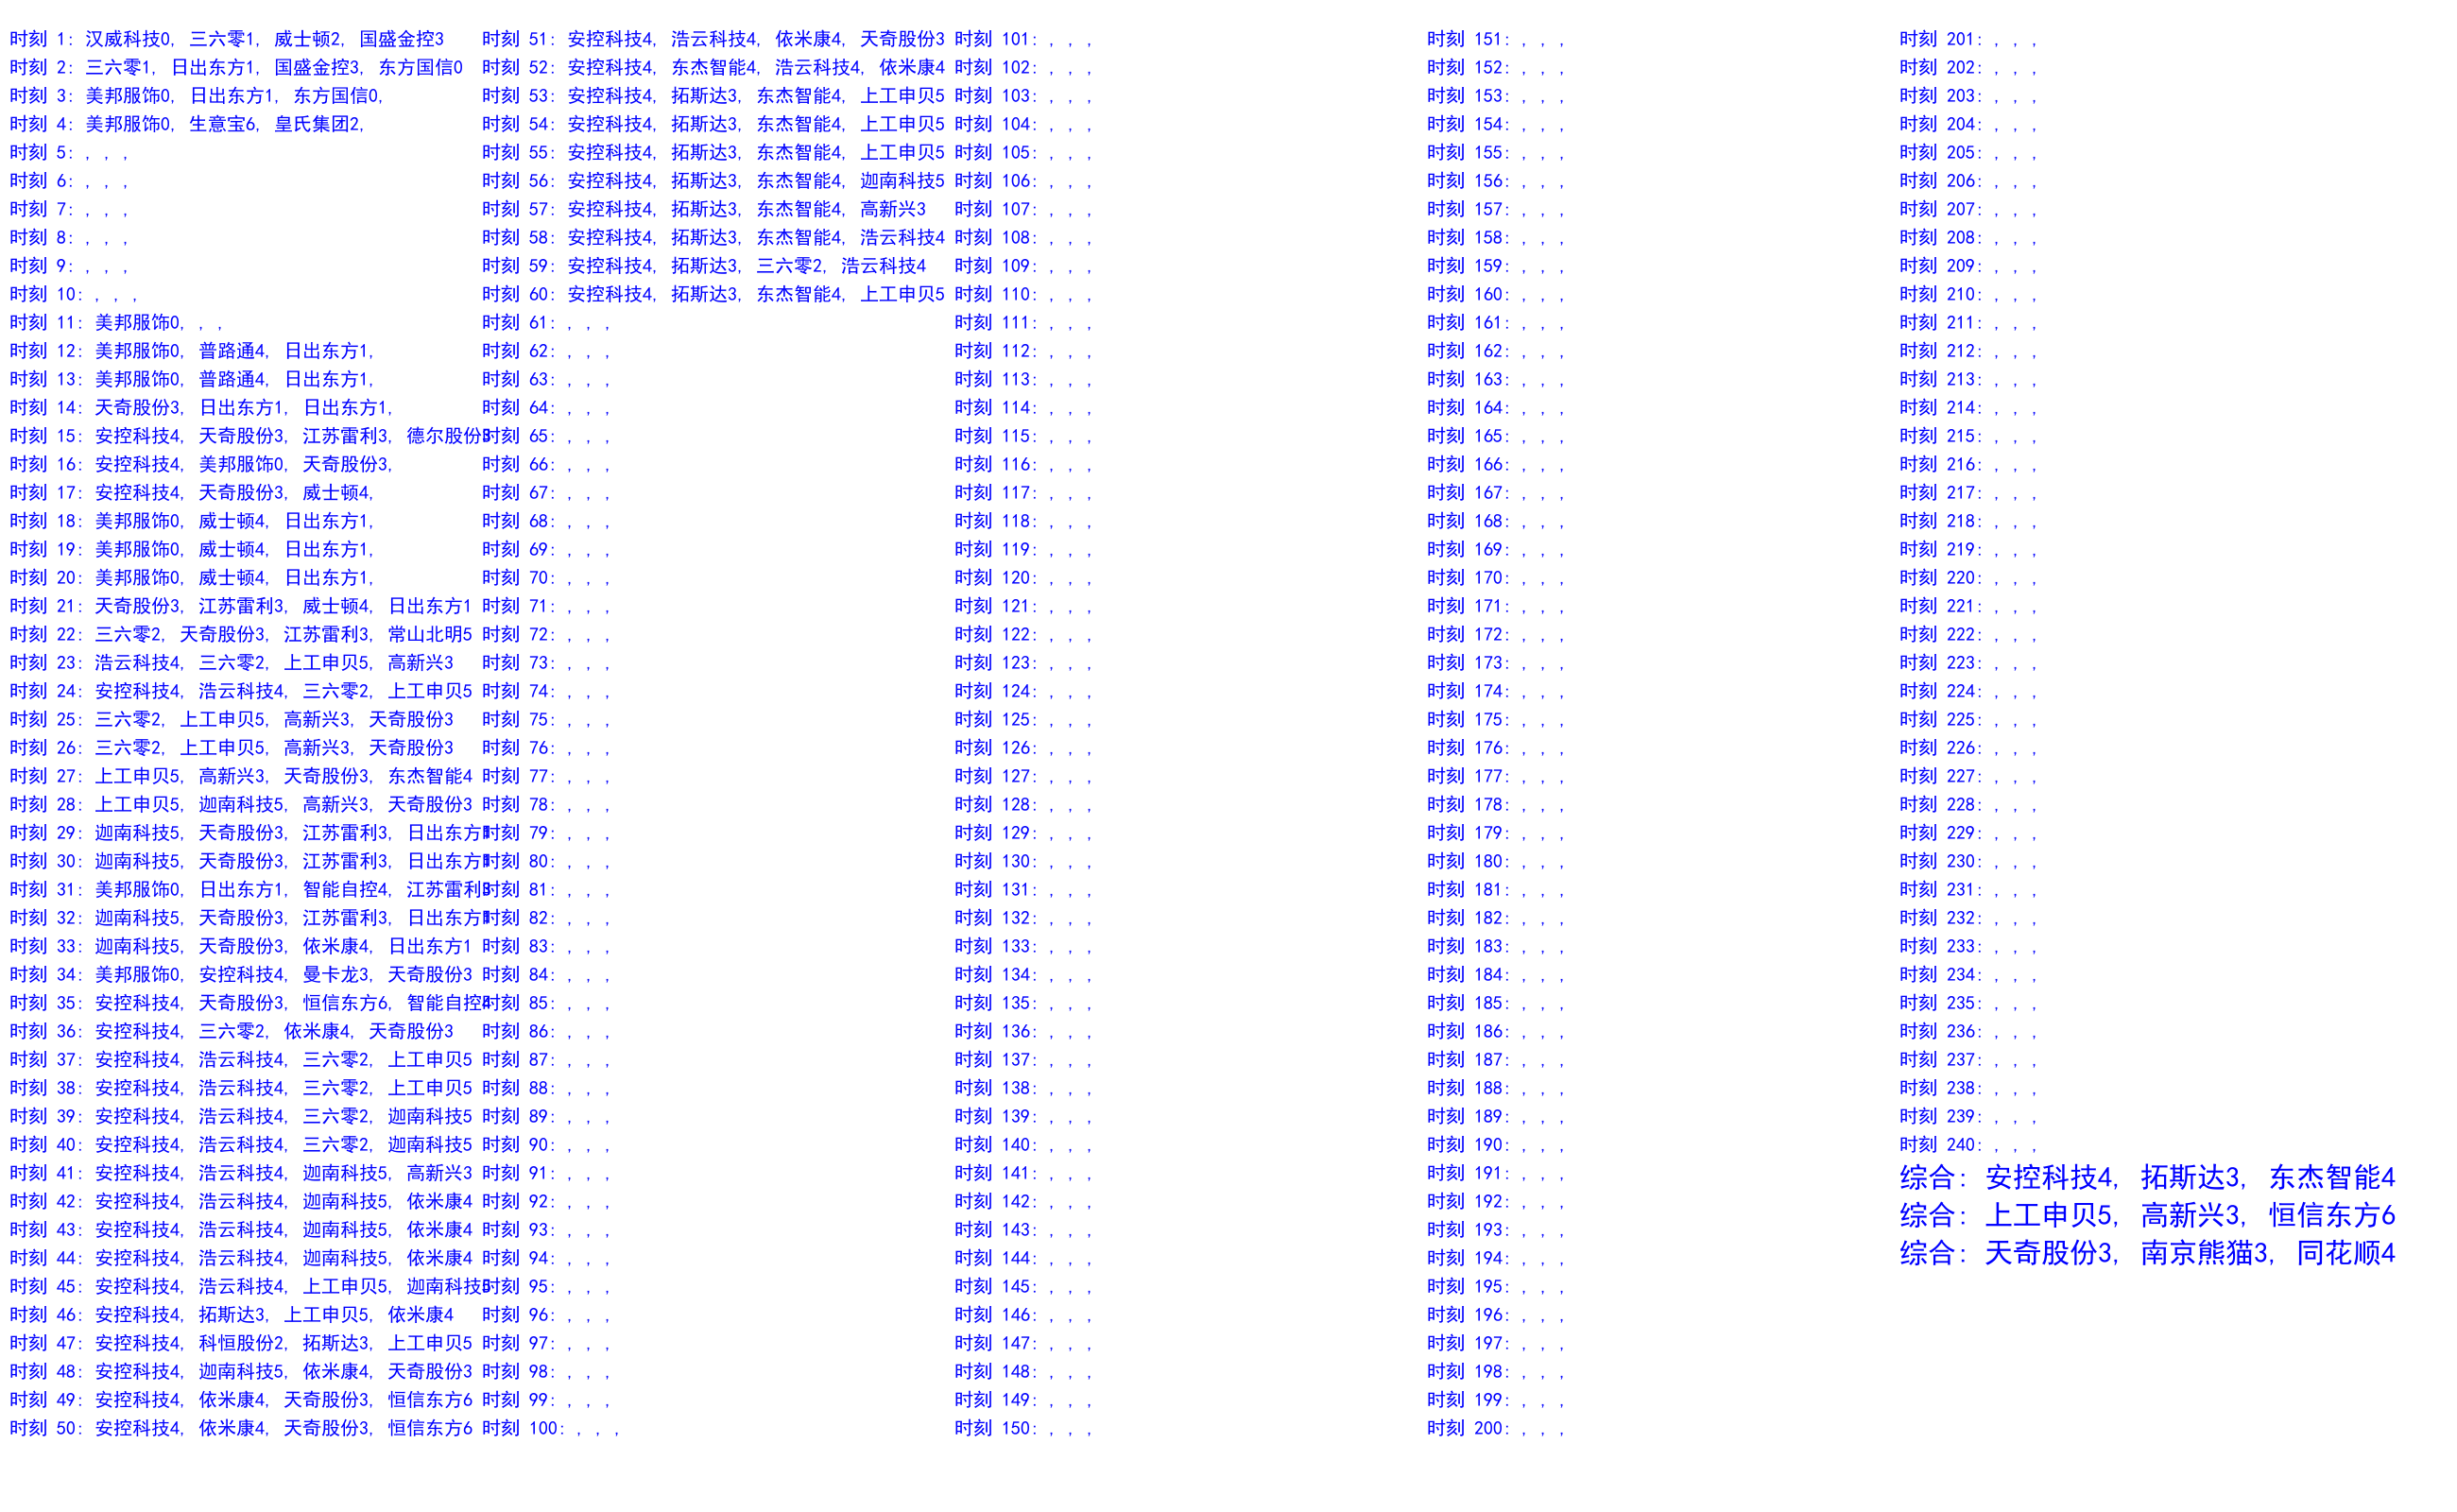 时刻 1: 汉威科技0, 三六零1, 威士顿2, 国盛金控3
时刻 2: 三六零1, 日出东方1, 国盛金控3, 东方国信0
时刻 3: 美邦服饰0, 日出东方1, 东方国信0,
时刻 4: 美邦服饰0, 生意宝6, 皇氏集团2,
时刻 5: , , ,
时刻 6: , , ,
时刻 7: , , ,
时刻 8: , , ,
时刻 9: , , ,
时刻 10: , , ,
时刻 11: 美邦服饰0, , ,
时刻 12: 美邦服饰0, 普路通4, 日出东方1,
时刻 13: 美邦服饰0, 普路通4, 日出东方1,
时刻 14: 天奇股份3, 日出东方1, 日出东方1,
时刻 15: 安控科技4, 天奇股份3, 江苏雷利3, 德尔股份3
时刻 16: 安控科技4, 美邦服饰0, 天奇股份3,
时刻 17: 安控科技4, 天奇股份3, 威士顿4,
时刻 18: 美邦服饰0, 威士顿4, 日出东方1,
时刻 19: 美邦服饰0, 威士顿4, 日出东方1,
时刻 20: 美邦服饰0, 威士顿4, 日出东方1,
时刻 21: 天奇股份3, 江苏雷利3, 威士顿4, 日出东方1
时刻 22: 三六零2, 天奇股份3, 江苏雷利3, 常山北明5
时刻 23: 浩云科技4, 三六零2, 上工申贝5, 高新兴3
时刻 24: 安控科技4, 浩云科技4, 三六零2, 上工申贝5
时刻 25: 三六零2, 上工申贝5, 高新兴3, 天奇股份3
时刻 26: 三六零2, 上工申贝5, 高新兴3, 天奇股份3
时刻 27: 上工申贝5, 高新兴3, 天奇股份3, 东杰智能4
时刻 28: 上工申贝5, 迦南科技5, 高新兴3, 天奇股份3
时刻 29: 迦南科技5, 天奇股份3, 江苏雷利3, 日出东方1
时刻 30: 迦南科技5, 天奇股份3, 江苏雷利3, 日出东方1
时刻 31: 美邦服饰0, 日出东方1, 智能自控4, 江苏雷利3
时刻 32: 迦南科技5, 天奇股份3, 江苏雷利3, 日出东方1
时刻 33: 迦南科技5, 天奇股份3, 依米康4, 日出东方1
时刻 34: 美邦服饰0, 安控科技4, 曼卡龙3, 天奇股份3
时刻 35: 安控科技4, 天奇股份3, 恒信东方6, 智能自控4
时刻 36: 安控科技4, 三六零2, 依米康4, 天奇股份3
时刻 37: 安控科技4, 浩云科技4, 三六零2, 上工申贝5
时刻 38: 安控科技4, 浩云科技4, 三六零2, 上工申贝5
时刻 39: 安控科技4, 浩云科技4, 三六零2, 迦南科技5
时刻 40: 安控科技4, 浩云科技4, 三六零2, 迦南科技5
时刻 41: 安控科技4, 浩云科技4, 迦南科技5, 高新兴3
时刻 42: 安控科技4, 浩云科技4, 迦南科技5, 依米康4
时刻 43: 安控科技4, 浩云科技4, 迦南科技5, 依米康4
时刻 44: 安控科技4, 浩云科技4, 迦南科技5, 依米康4
时刻 45: 安控科技4, 浩云科技4, 上工申贝5, 迦南科技5
时刻 46: 安控科技4, 拓斯达3, 上工申贝5, 依米康4
时刻 47: 安控科技4, 科恒股份2, 拓斯达3, 上工申贝5
时刻 48: 安控科技4, 迦南科技5, 依米康4, 天奇股份3
时刻 49: 安控科技4, 依米康4, 天奇股份3, 恒信东方6
时刻 50: 安控科技4, 依米康4, 天奇股份3, 恒信东方6
时刻 51: 安控科技4, 浩云科技4, 依米康4, 天奇股份3
时刻 52: 安控科技4, 东杰智能4, 浩云科技4, 依米康4
时刻 53: 安控科技4, 拓斯达3, 东杰智能4, 上工申贝5
时刻 54: 安控科技4, 拓斯达3, 东杰智能4, 上工申贝5
时刻 55: 安控科技4, 拓斯达3, 东杰智能4, 上工申贝5
时刻 56: 安控科技4, 拓斯达3, 东杰智能4, 迦南科技5
时刻 57: 安控科技4, 拓斯达3, 东杰智能4, 高新兴3
时刻 58: 安控科技4, 拓斯达3, 东杰智能4, 浩云科技4
时刻 59: 安控科技4, 拓斯达3, 三六零2, 浩云科技4
时刻 60: 安控科技4, 拓斯达3, 东杰智能4, 上工申贝5
时刻 61: , , ,
时刻 62: , , ,
时刻 63: , , ,
时刻 64: , , ,
时刻 65: , , ,
时刻 66: , , ,
时刻 67: , , ,
时刻 68: , , ,
时刻 69: , , ,
时刻 70: , , ,
时刻 71: , , ,
时刻 72: , , ,
时刻 73: , , ,
时刻 74: , , ,
时刻 75: , , ,
时刻 76: , , ,
时刻 77: , , ,
时刻 78: , , ,
时刻 79: , , ,
时刻 80: , , ,
时刻 81: , , ,
时刻 82: , , ,
时刻 83: , , ,
时刻 84: , , ,
时刻 85: , , ,
时刻 86: , , ,
时刻 87: , , ,
时刻 88: , , ,
时刻 89: , , ,
时刻 90: , , ,
时刻 91: , , ,
时刻 92: , , ,
时刻 93: , , ,
时刻 94: , , ,
时刻 95: , , ,
时刻 96: , , ,
时刻 97: , , ,
时刻 98: , , ,
时刻 99: , , ,
时刻 100: , , ,
时刻 101: , , ,
时刻 102: , , ,
时刻 103: , , ,
时刻 104: , , ,
时刻 105: , , ,
时刻 106: , , ,
时刻 107: , , ,
时刻 108: , , ,
时刻 109: , , ,
时刻 110: , , ,
时刻 111: , , ,
时刻 112: , , ,
时刻 113: , , ,
时刻 114: , , ,
时刻 115: , , ,
时刻 116: , , ,
时刻 117: , , ,
时刻 118: , , ,
时刻 119: , , ,
时刻 120: , , ,
时刻 121: , , ,
时刻 122: , , ,
时刻 123: , , ,
时刻 124: , , ,
时刻 125: , , ,
时刻 126: , , ,
时刻 127: , , ,
时刻 128: , , ,
时刻 129: , , ,
时刻 130: , , ,
时刻 131: , , ,
时刻 132: , , ,
时刻 133: , , ,
时刻 134: , , ,
时刻 135: , , ,
时刻 136: , , ,
时刻 137: , , ,
时刻 138: , , ,
时刻 139: , , ,
时刻 140: , , ,
时刻 141: , , ,
时刻 142: , , ,
时刻 143: , , ,
时刻 144: , , ,
时刻 145: , , ,
时刻 146: , , ,
时刻 147: , , ,
时刻 148: , , ,
时刻 149: , , ,
时刻 150: , , ,
时刻 151: , , ,
时刻 152: , , ,
时刻 153: , , ,
时刻 154: , , ,
时刻 155: , , ,
时刻 156: , , ,
时刻 157: , , ,
时刻 158: , , ,
时刻 159: , , ,
时刻 160: , , ,
时刻 161: , , ,
时刻 162: , , ,
时刻 163: , , ,
时刻 164: , , ,
时刻 165: , , ,
时刻 166: , , ,
时刻 167: , , ,
时刻 168: , , ,
时刻 169: , , ,
时刻 170: , , ,
时刻 171: , , ,
时刻 172: , , ,
时刻 173: , , ,
时刻 174: , , ,
时刻 175: , , ,
时刻 176: , , ,
时刻 177: , , ,
时刻 178: , , ,
时刻 179: , , ,
时刻 180: , , ,
时刻 181: , , ,
时刻 182: , , ,
时刻 183: , , ,
时刻 184: , , ,
时刻 185: , , ,
时刻 186: , , ,
时刻 187: , , ,
时刻 188: , , ,
时刻 189: , , ,
时刻 190: , , ,
时刻 191: , , ,
时刻 192: , , ,
时刻 193: , , ,
时刻 194: , , ,
时刻 195: , , ,
时刻 196: , , ,
时刻 197: , , ,
时刻 198: , , ,
时刻 199: , , ,
时刻 200: , , ,
时刻 201: , , ,
时刻 202: , , ,
时刻 203: , , ,
时刻 204: , , ,
时刻 205: , , ,
时刻 206: , , ,
时刻 207: , , ,
时刻 208: , , ,
时刻 209: , , ,
时刻 210: , , ,
时刻 211: , , ,
时刻 212: , , ,
时刻 213: , , ,
时刻 214: , , ,
时刻 215: , , ,
时刻 216: , , ,
时刻 217: , , ,
时刻 218: , , ,
时刻 219: , , ,
时刻 220: , , ,
时刻 221: , , ,
时刻 222: , , ,
时刻 223: , , ,
时刻 224: , , ,
时刻 225: , , ,
时刻 226: , , ,
时刻 227: , , ,
时刻 228: , , ,
时刻 229: , , ,
时刻 230: , , ,
时刻 231: , , ,
时刻 232: , , ,
时刻 233: , , ,
时刻 234: , , ,
时刻 235: , , ,
时刻 236: , , ,
时刻 237: , , ,
时刻 238: , , ,
时刻 239: , , ,
时刻 240: , , ,
综合: 安控科技4, 拓斯达3, 东杰智能4
综合: 上工申贝5, 高新兴3, 恒信东方6
综合: 天奇股份3, 南京熊猫3, 同花顺4